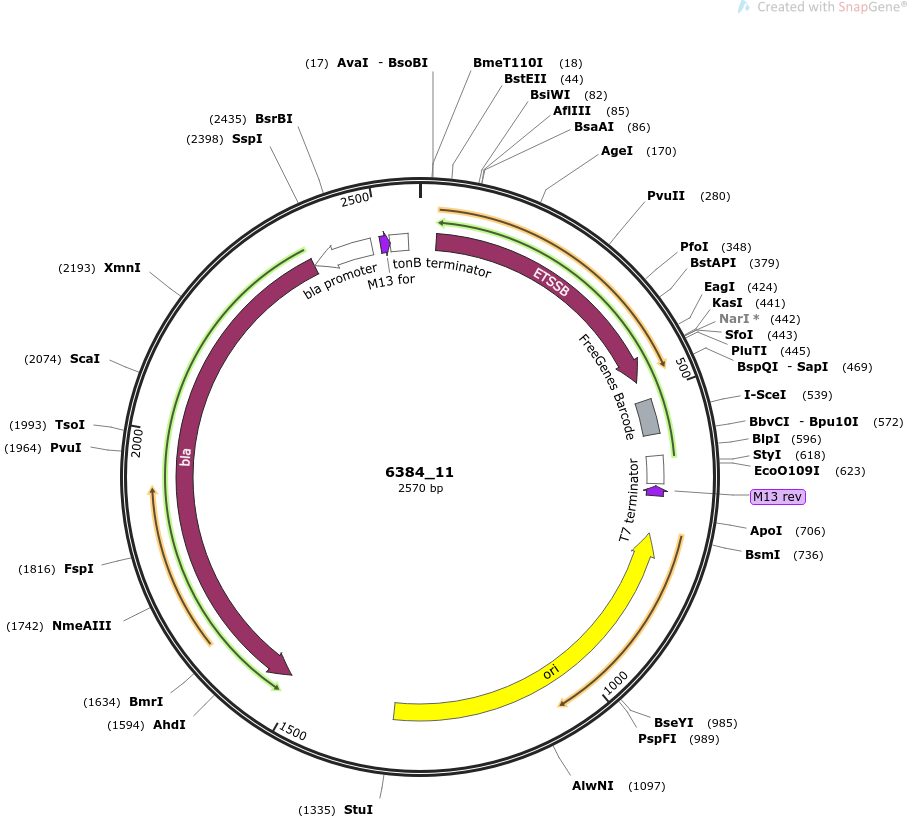 Created with SnapGene®
(17) AvaI - BsoBI
BmeT110I (18)
BstEII (44)
BsiWI (82)
AflIII (85)
BsaAI (86)
AgeI (170)
PvuII (280)
PfoI (348)
BstAPI (379)
EagI (424)
KasI (441)
NarI * (442)
SfoI (443)
PluTI (445)
BspQI - SapI (469)
I-SceI (539)
BbvCI - Bpu10I (572)
BlpI (596)
StyI (618)
EcoO109I (623)
M13 rev
ApoI (706)
BsmI (736)
BseYI (985)
PspFI (989)
AlwNI (1097)
(1335) StuI
(1594) AhdI
(1634) BmrI
(1742) NmeAIII
(1816) FspI
(1964) PvuI
(1993) TsoI
(2074) ScaI
(2193) XmnI
(2398) SspI
(2435) BsrBI
500
1000
1500
2000
2500
bla promoter
M13 for
tonB terminator
ETSSB
FreeGenes Barcode
T7 terminator
ori
bla
6384_11
2570 bp